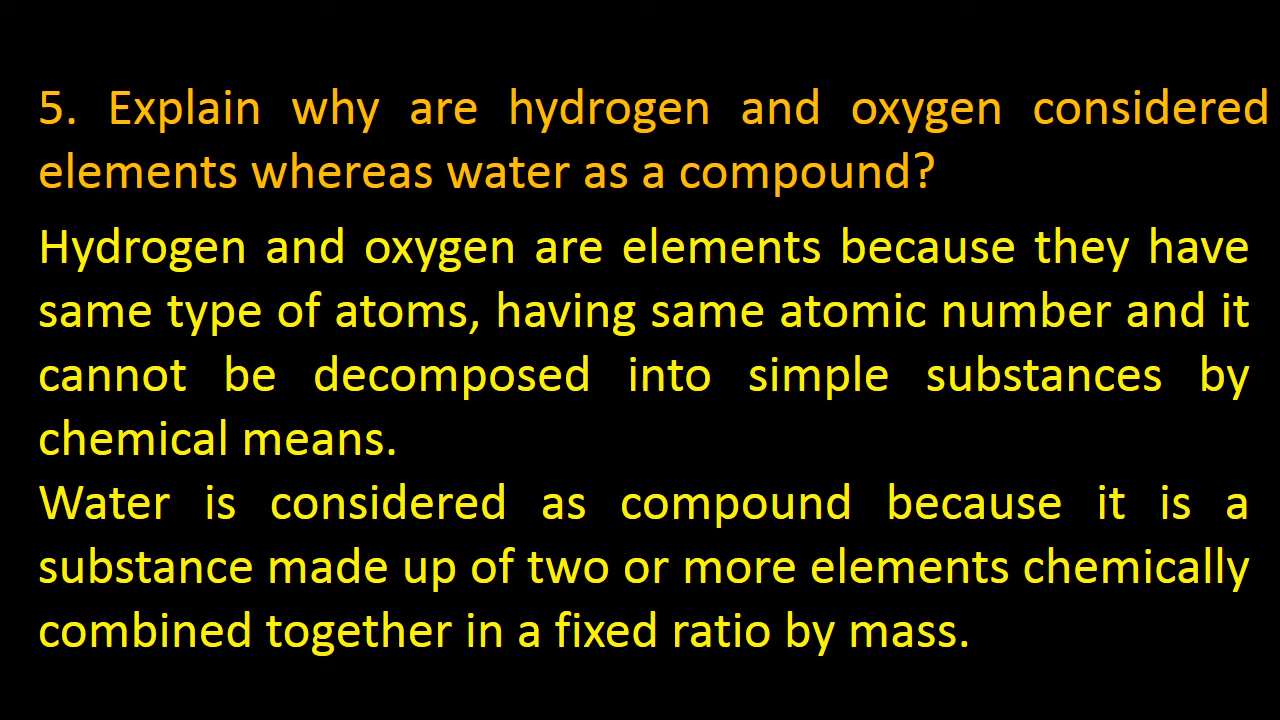 5. Explain why are hydrogen and oxygen considered
elements whereas water as a compound?
Hydrogen and oxygen are elements because they have
same type of atoms, having same atomic number and it
cannot be decomposed into simple substances by
chemical means.
Water is considered as compound because it is a
substance made up of two or more elements chemically
combined together in a fixed ratio by mass.